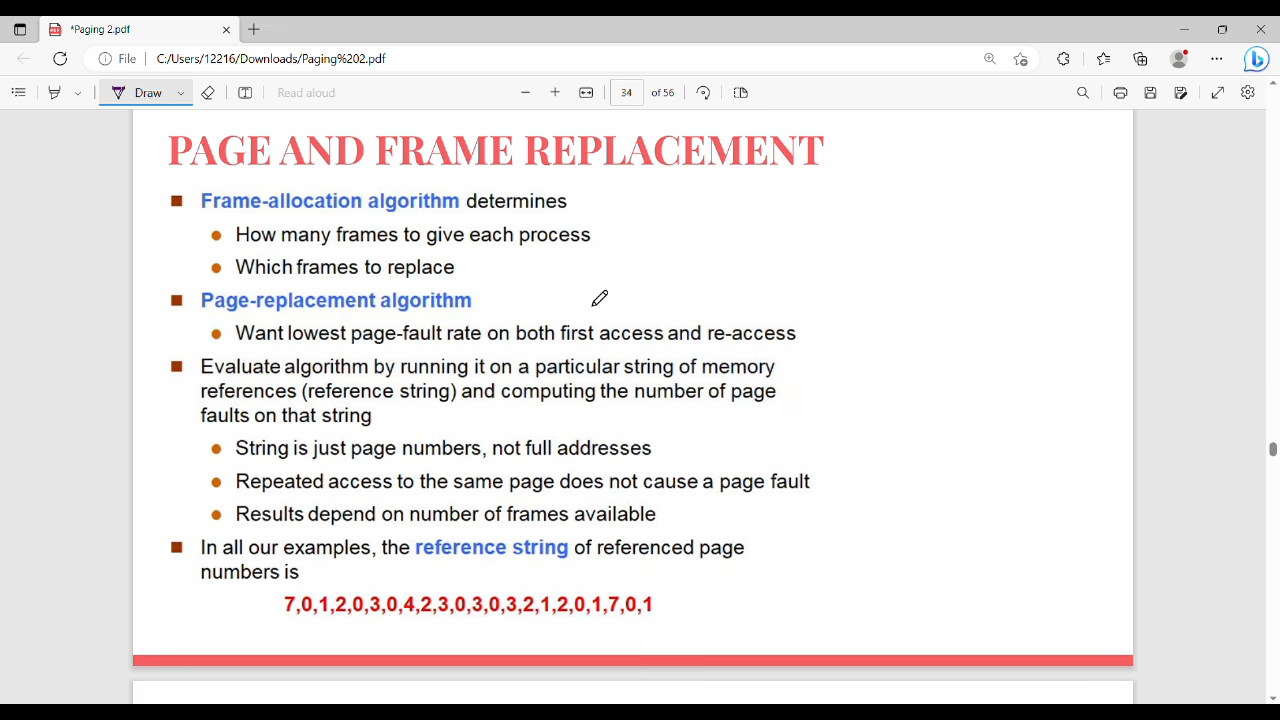 *Paging 2.pdf
File
C:/Users/12216/Downloads/Paging%202.pdf
Draw
Read aloud
34
of 56
PAGE AND FRAME REPLACEMENT
Frame-allocation algorithm determines
How many frames to give each process
Which frames to replace
Page-replacement algorithm
Want lowest page-fault rate on both first access and re-access
Evaluate algorithm by running it on a particular string of memory
references (reference string) and computing the number of page
faults on that string
String is just page numbers, not full addresses
Repeated access to the same page does not cause a page fault
Results depend on number of frames available
In all our examples, the reference string of referenced page
numbers is
7,0,1,2,0,3,0,4,2,3,0,3,0,3,2,1,2,0,1,7,0,1